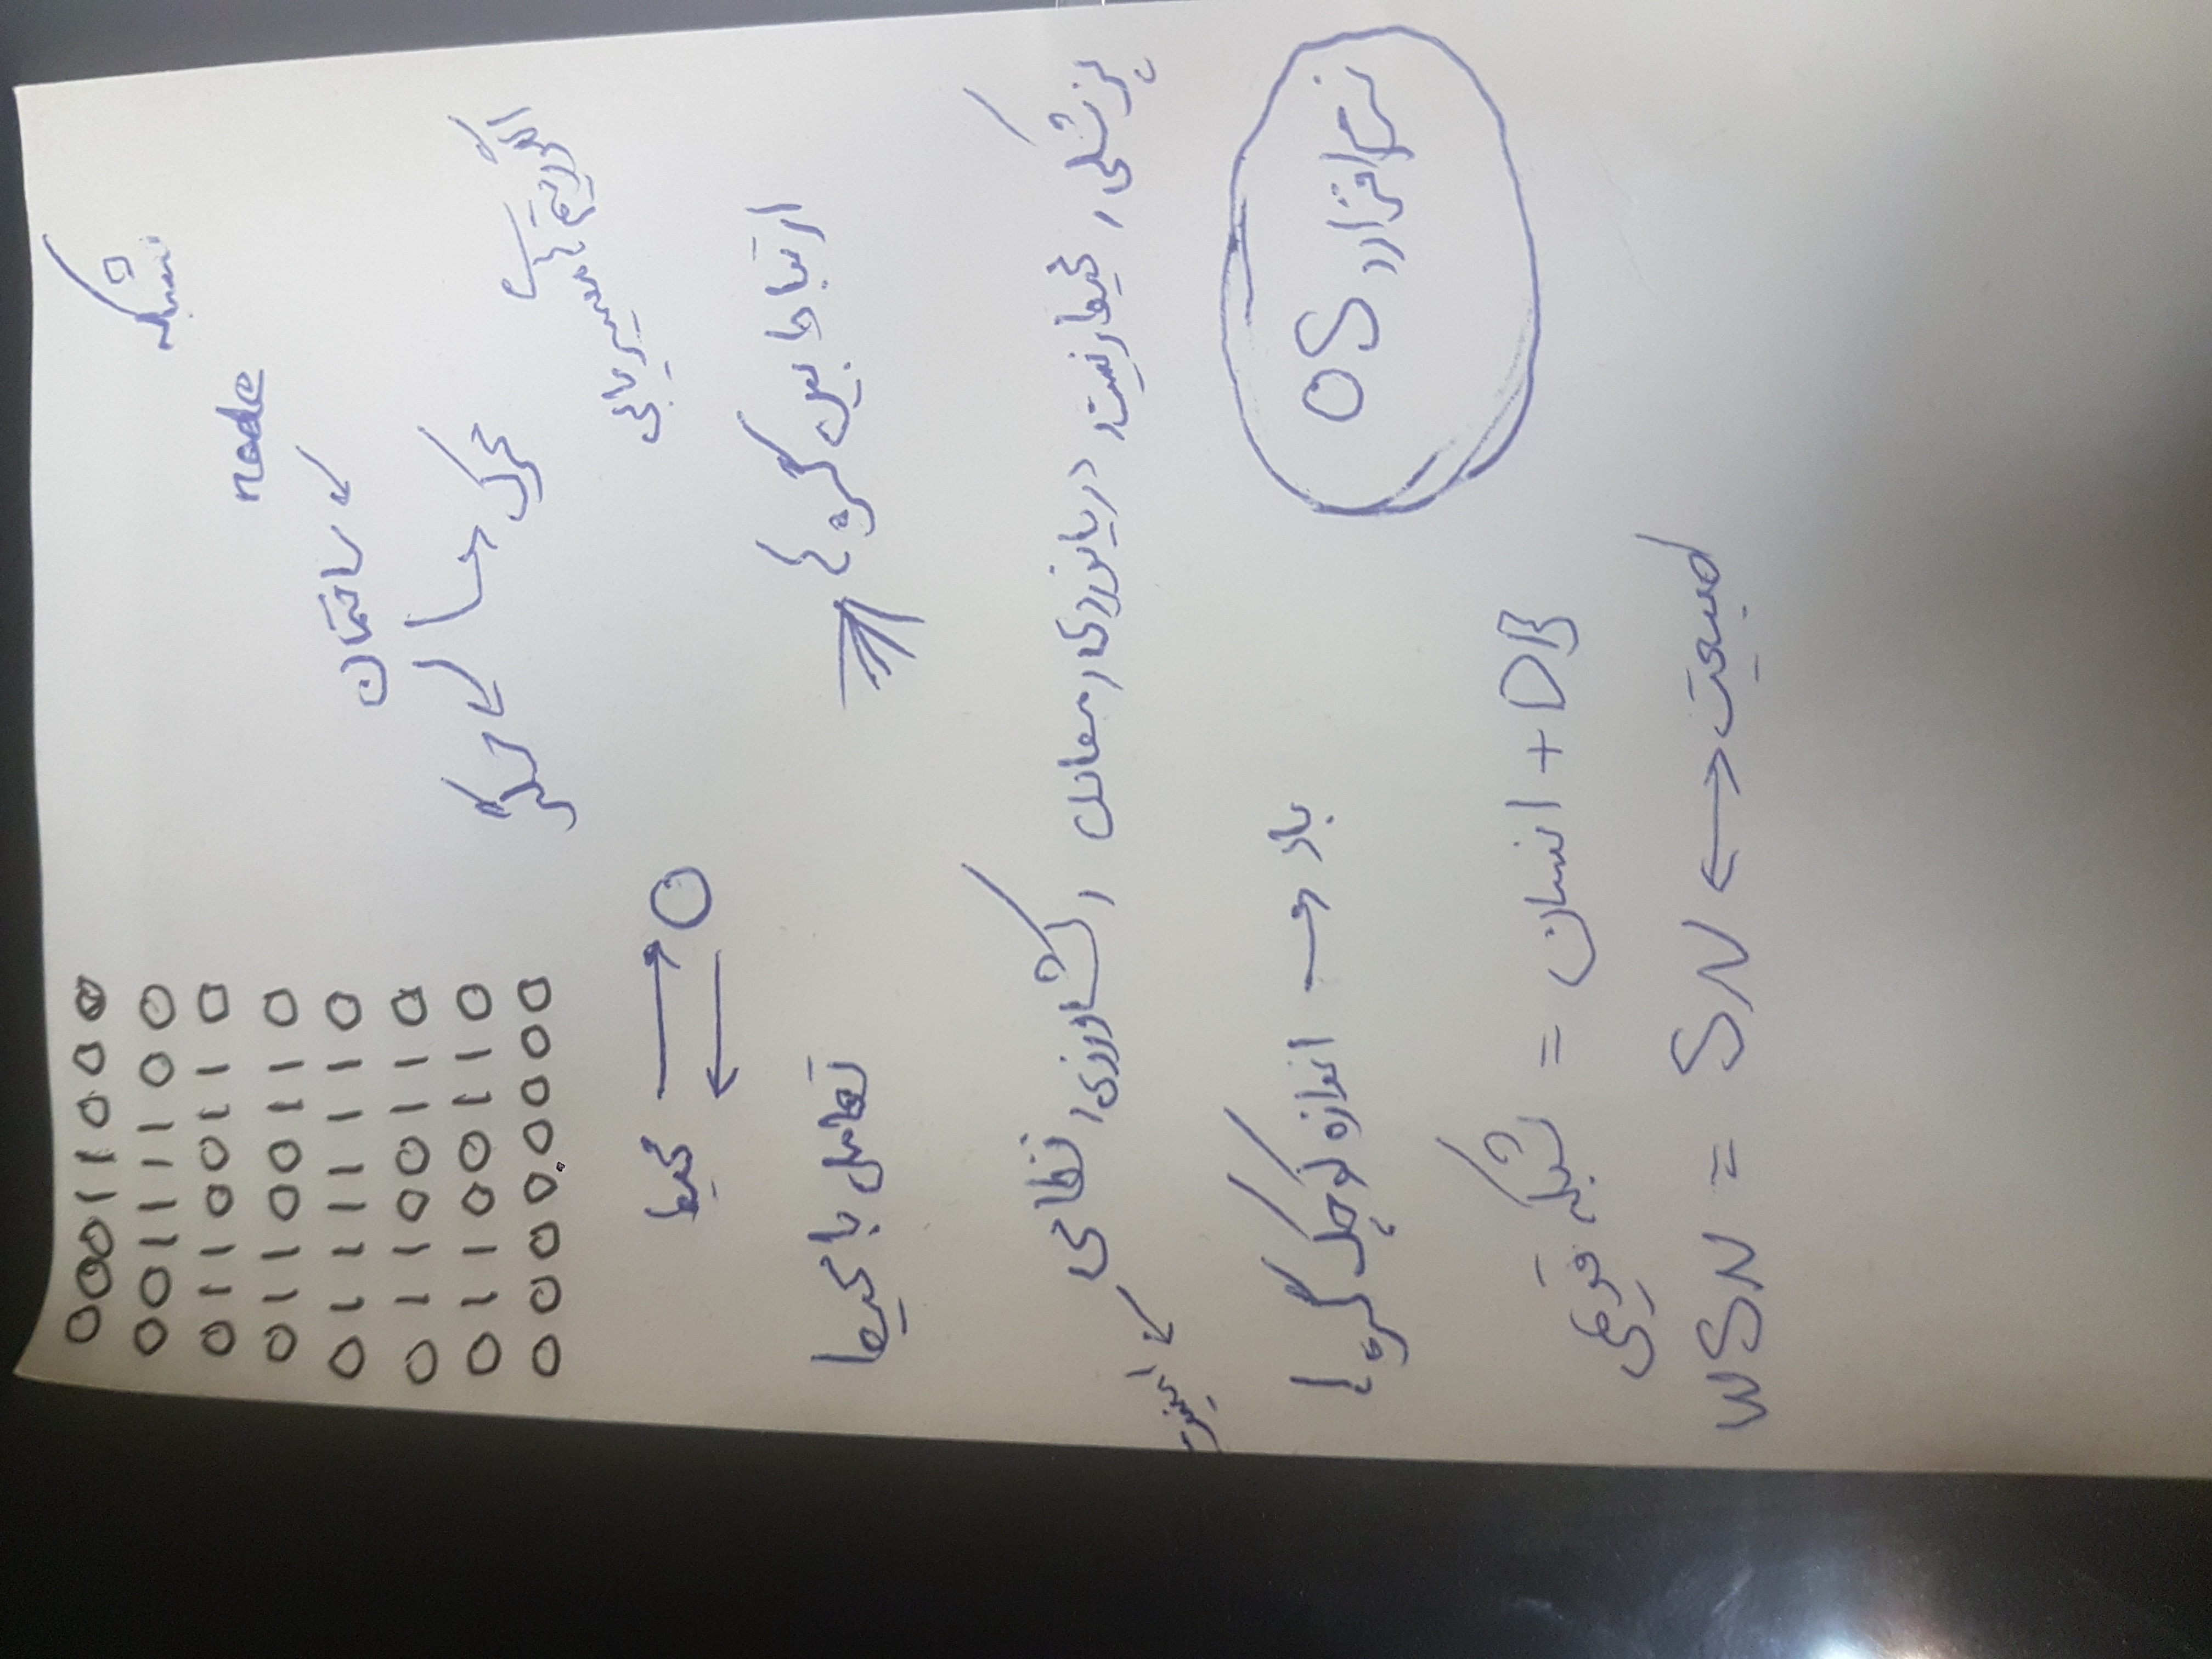 00011000
00111100
01100110
01100110
01111110
01100110
01100110
00000000
شبکه
node
ساختمان
محرک
حسگر
الگوریتم های مسیریابی
محیط
ارتباط بین گره ها
تعامل با محیط
پزشکی، محیط زیست، دریانوردی، معادن، کشاورزی، نظامی
امنیت
نرم افزار OS
باد → اندازه کوچک گره ها
شبکه قدیمی = انسان + DB
WSN = SN ↔ طبیعت